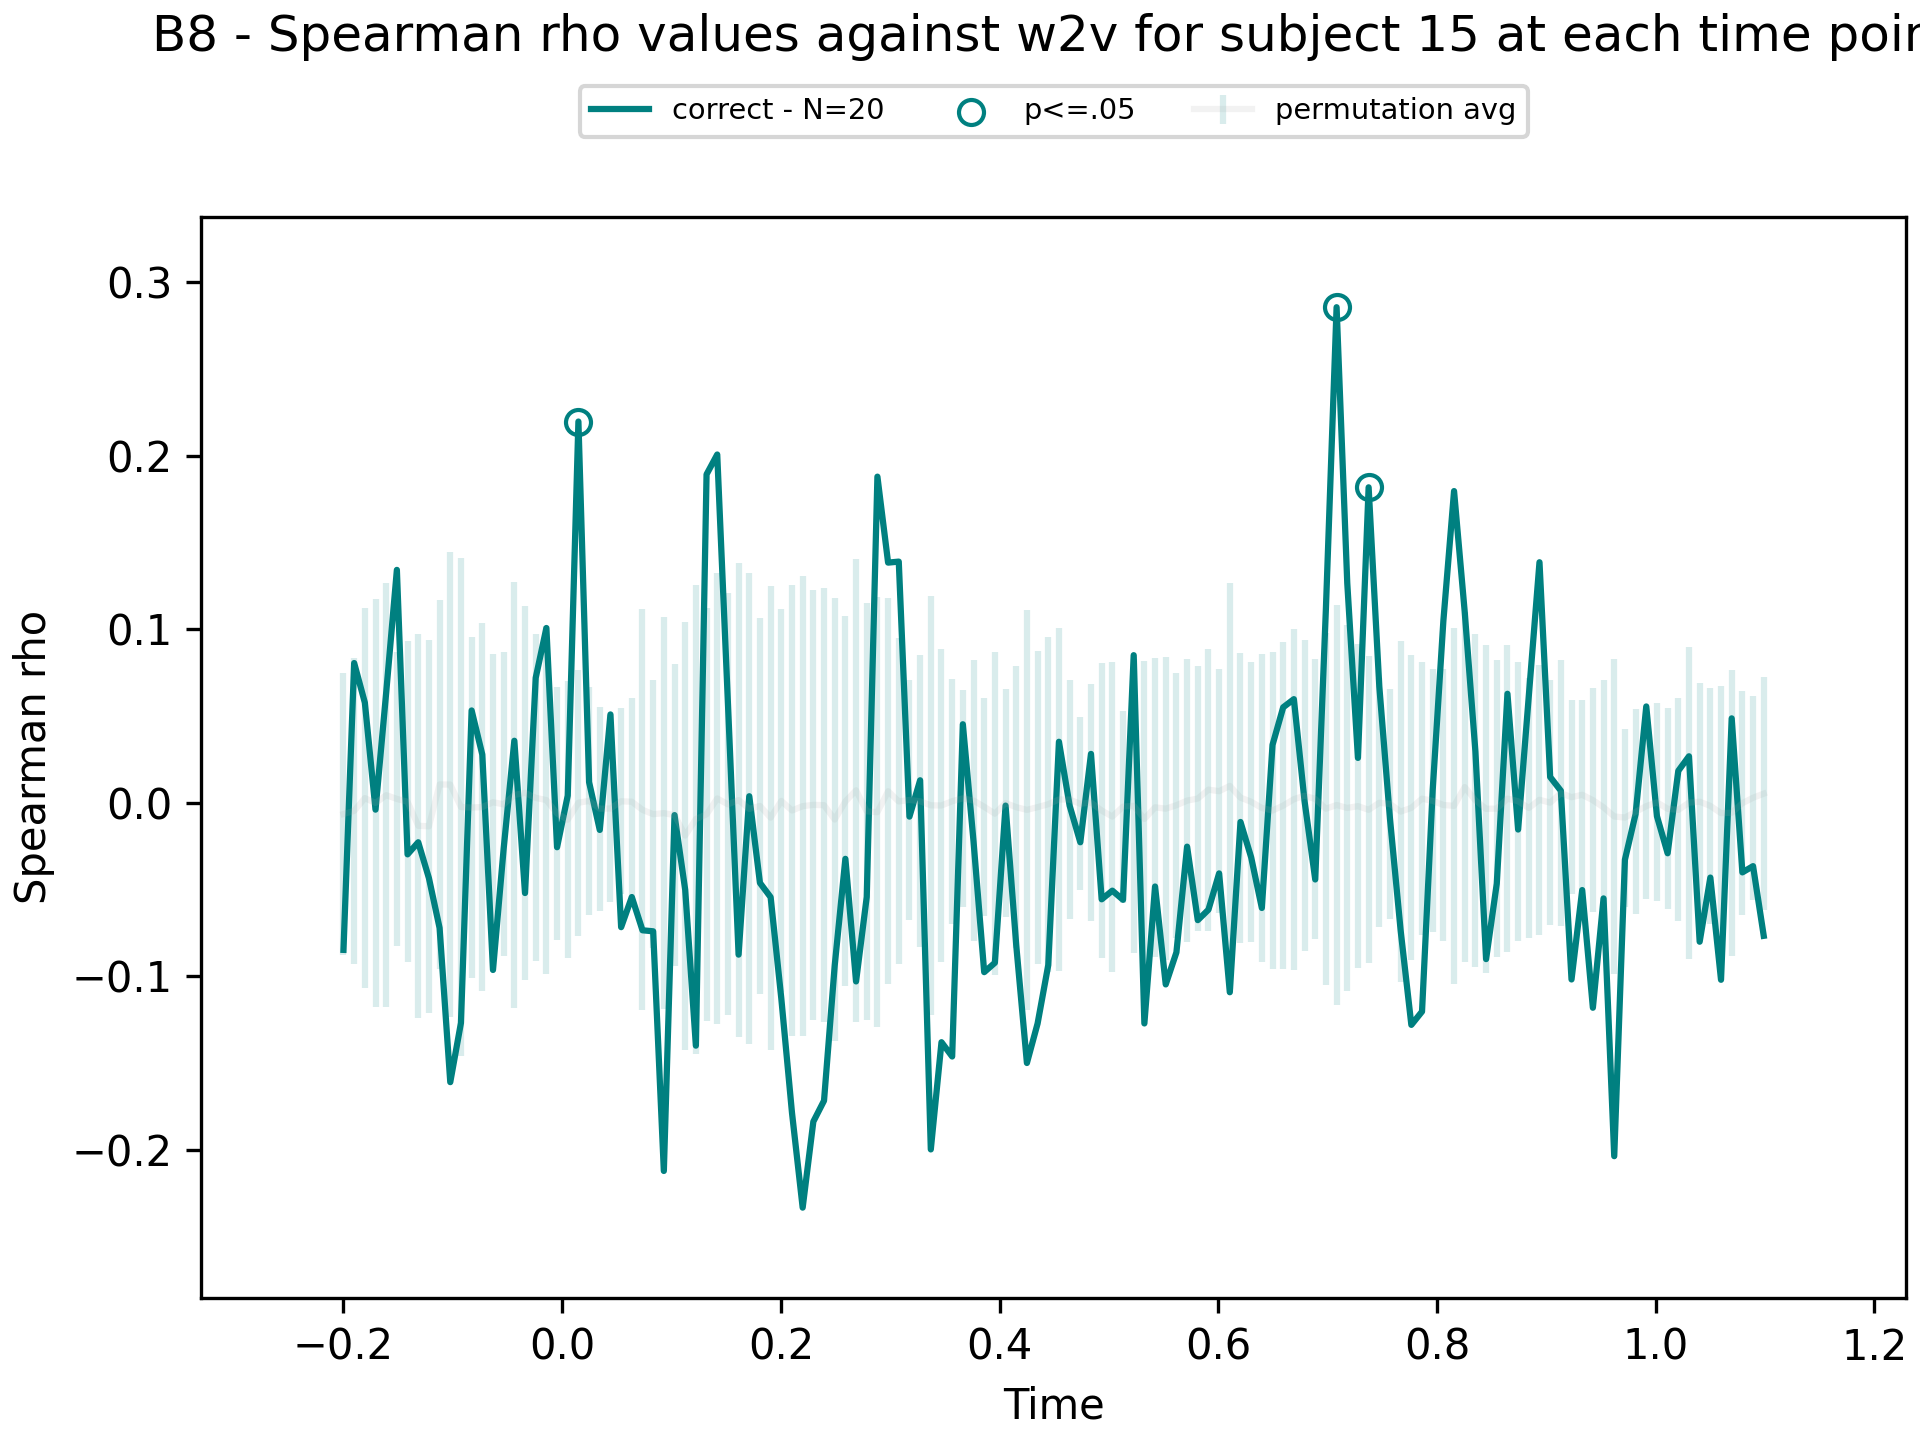 B8 - Spearman rho values against w2v for subject 15 at each time
correct - N=20 p<=.05 permutation avg
Spearman rho
0.3
0.2
0.1
0.0
−0.1
−0.2
−0.2 0.0 0.2 0.4 0.6 0.8 1.0 1.2
Time